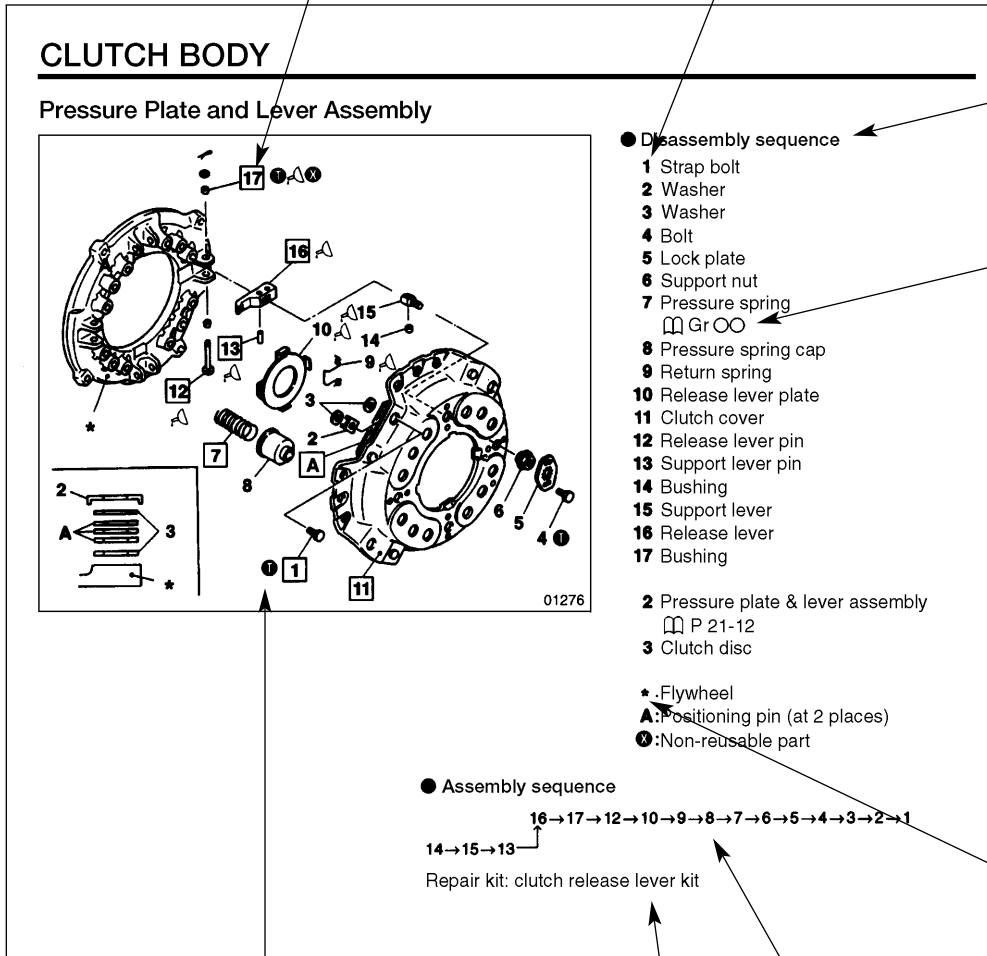 CLUTCH BODY
Pressure Plate and Lever Assembly
17 T X
16
15
10
14
13
9
12
3
2
7
A
8
6
5
4 T
T 1
11
2
A 3
*
*
01276
● Disassembly sequence
1 Strap bolt
2 Washer
3 Washer
4 Bolt
5 Lock plate
6 Support nut
7 Pressure spring
Gr ○○
8 Pressure spring cap
9 Return spring
10 Release lever plate
11 Clutch cover
12 Release lever pin
13 Support lever pin
14 Bushing
15 Support lever
16 Release lever
17 Bushing
2 Pressure plate & lever assembly
P 21-12
3 Clutch disc
* :Flywheel
A:Positioning pin (at 2 places)
X:Non-reusable part
● Assembly sequence
16→17→12→10→9→8→7→6→5→4→3→2→1
14→15→13
Repair kit: clutch release lever kit